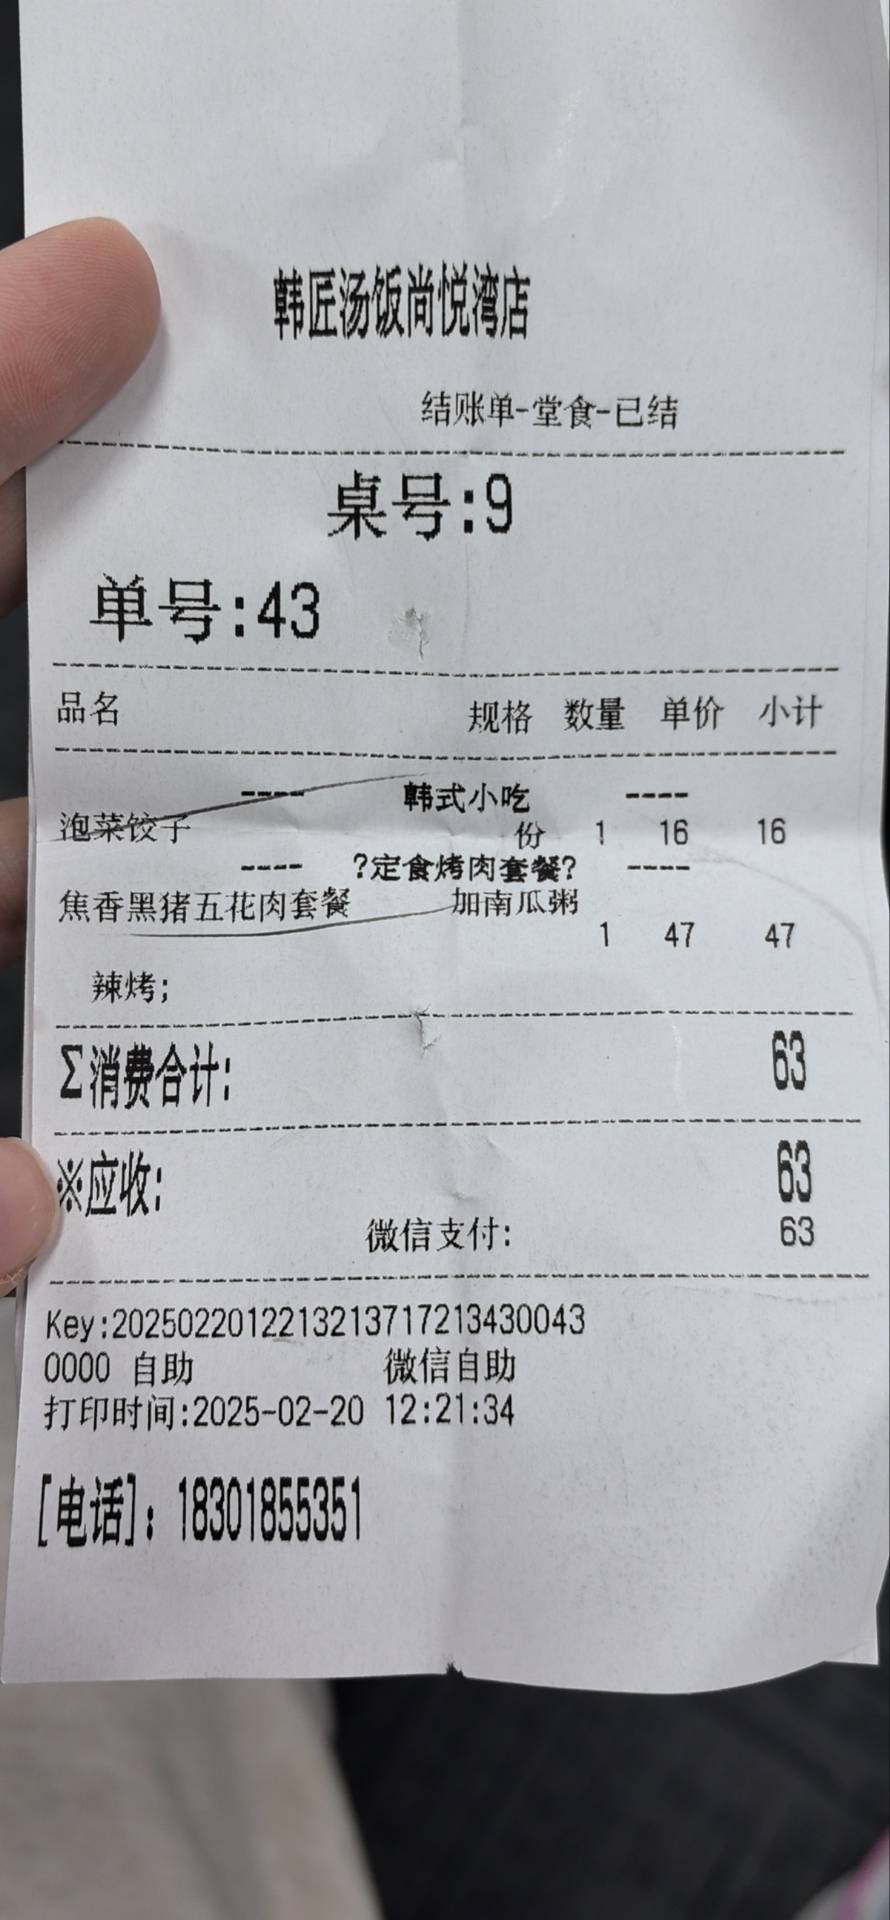 韩匠汤饭尚悦湾店
结账单-堂食-已结
桌号:9
单号:43
品名 规格 数量 单价 小计
---- 韩式小吃 ----
泡菜饺子 份 1 16 16
---- ?定食烤肉套餐? ----
焦香黑猪五花肉套餐 加南瓜粥
1 47 47
辣烤;
Σ消费合计: 63
※应收: 63
微信支付: 63
Key:20250220122132137172134300​43
0000 自助 微信自助
打印时间:2025-02-20 12:21:34
[电话]: 18301855351